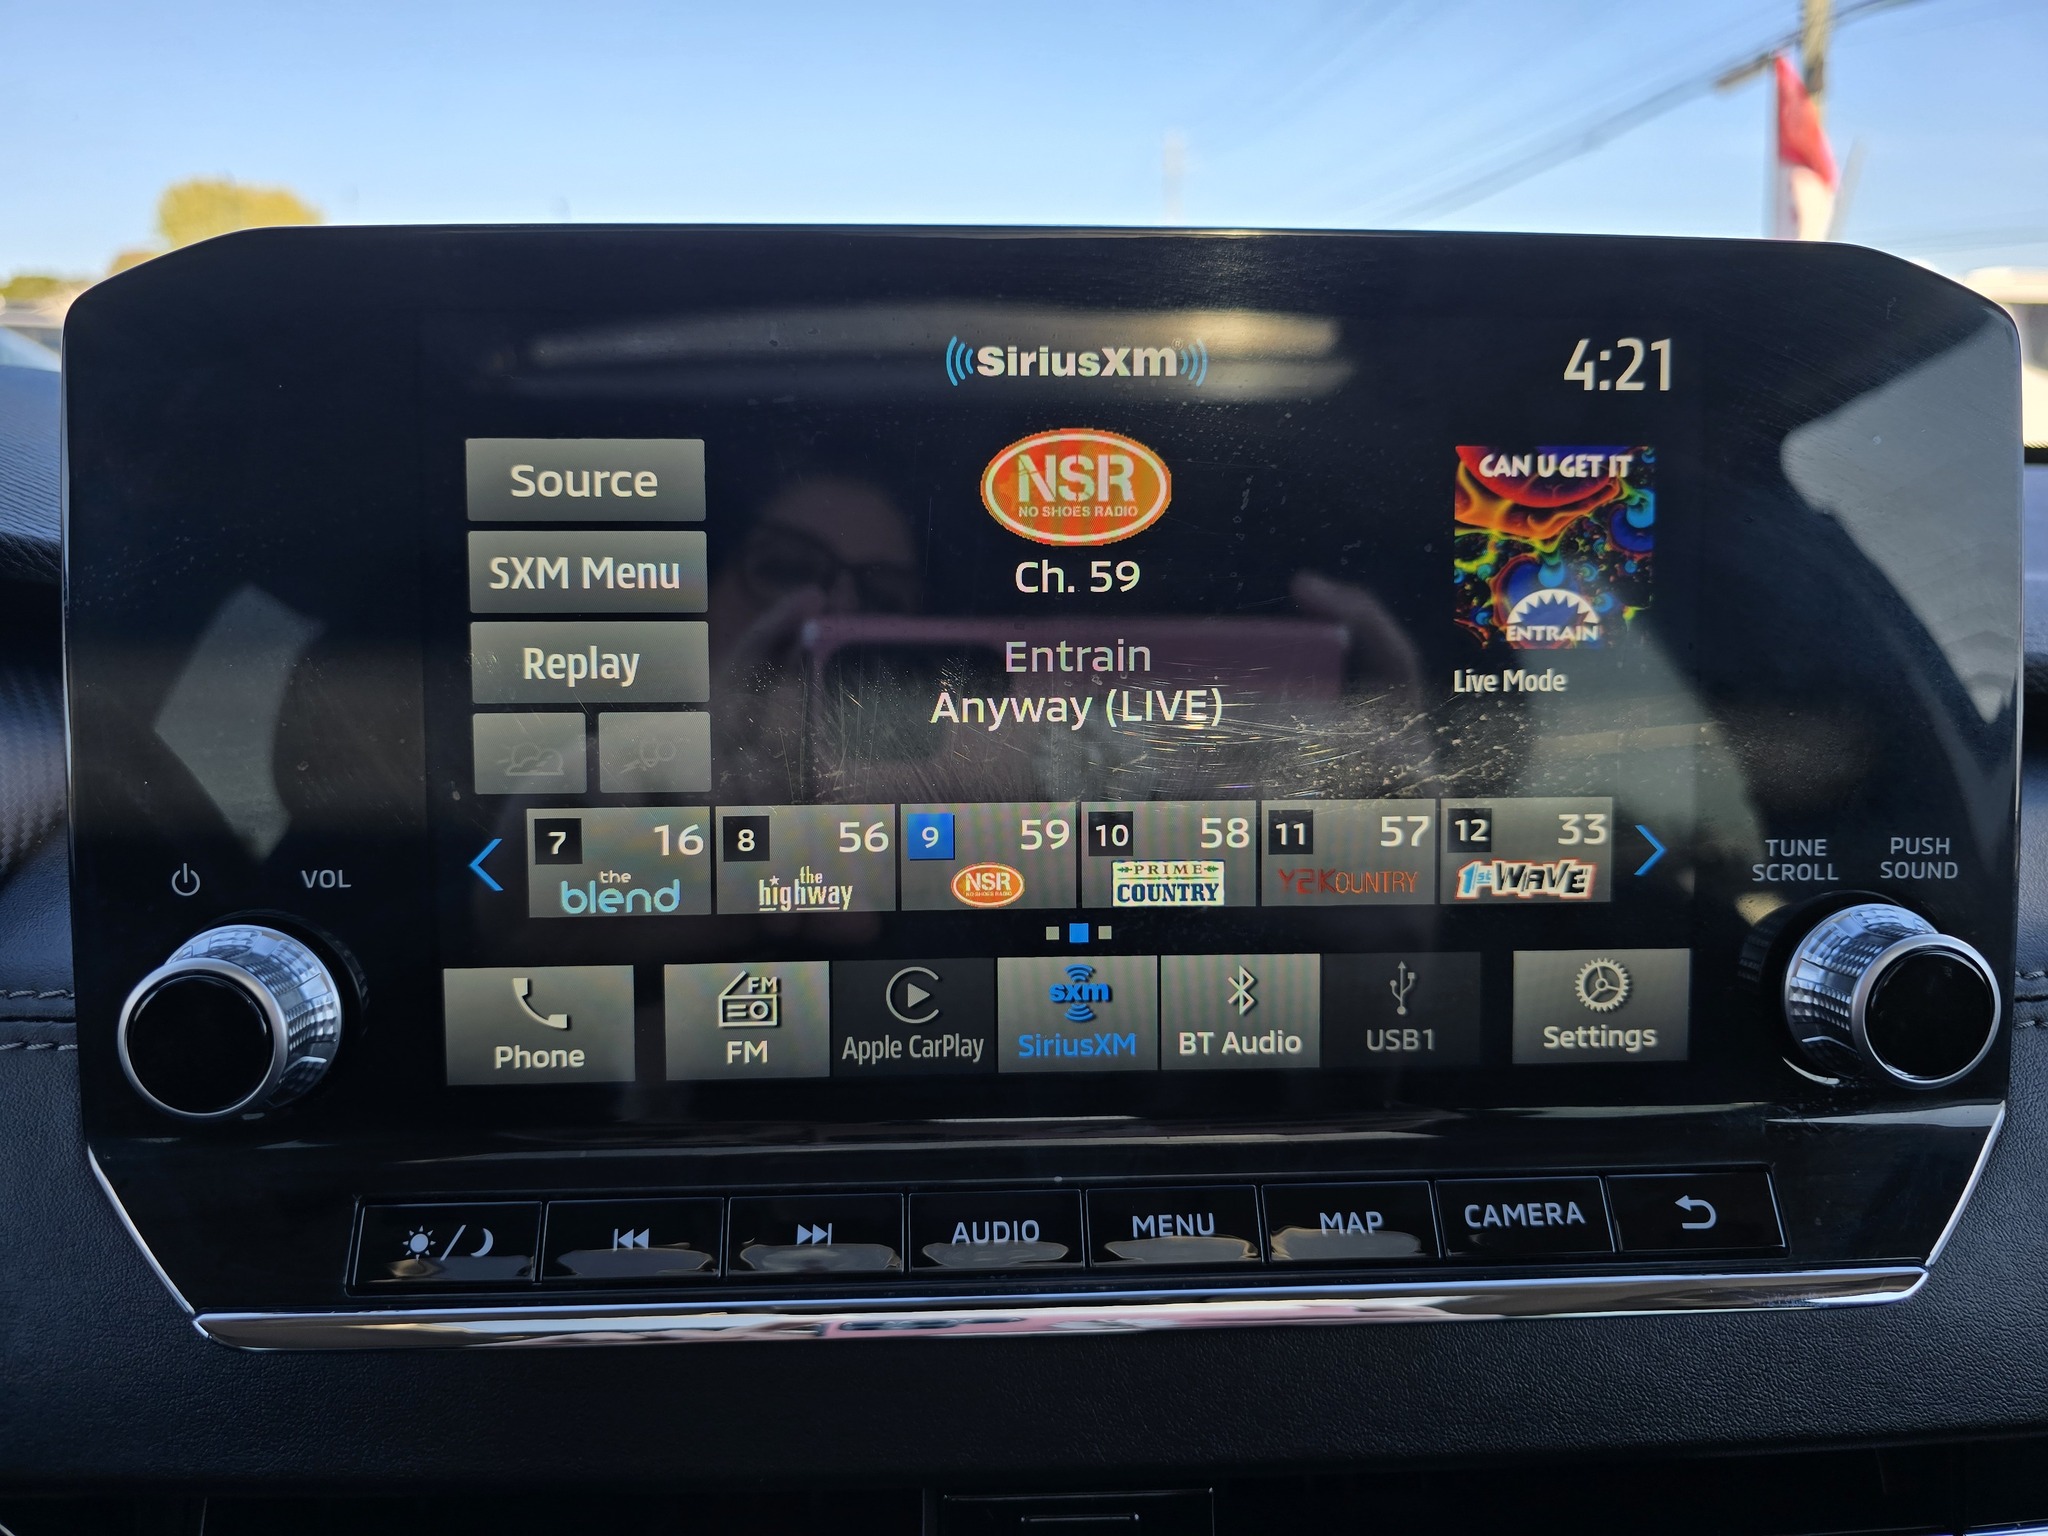 SiriusXM
4:21
Source
SXM Menu
Replay
NSR
NO SHOES RADIO
Ch. 59
Entrain
Anyway (LIVE)
CAN U GET IT
ENTRAIN
Live Mode
7 16
the
blend
8 56
the
highway
9 59
NSR
NO SHOES RADIO
10 58
PRIME
COUNTRY
11 57
Y2KOUNTRY
12 33
1st WAVE
VOL
TUNE
SCROLL
PUSH
SOUND
Phone
FM
FM
Apple CarPlay
sxm
SiriusXM
BT Audio
USB1
Settings
AUDIO
MENU
MAP
CAMERA